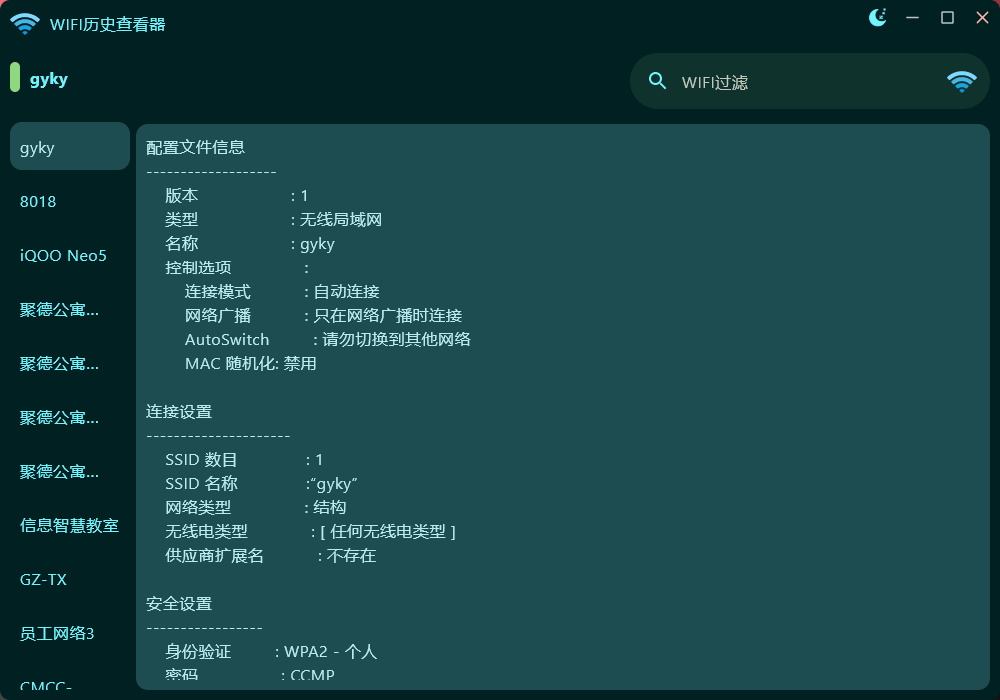 WIFI历史查看器
gyky
WIFI过滤
gyky
8018
iQOO Neo5
聚德公寓...
聚德公寓...
聚德公寓...
聚德公寓...
信息智慧教室
GZ-TX
员工网络3
CMCC-
配置文件信息
-------------------
版本 : 1
类型 : 无线局域网
名称 : gyky
控制选项 :
连接模式 : 自动连接
网络广播 : 只在网络广播时连接
AutoSwitch : 请勿切换到其他网络
MAC 随机化: 禁用
连接设置
---------------------
SSID 数目 : 1
SSID 名称 :“gyky”
网络类型 : 结构
无线电类型 : [ 任何无线电类型 ]
供应商扩展名 : 不存在
安全设置
-----------------
身份验证 : WPA2 - 个人
密码 : CCMP